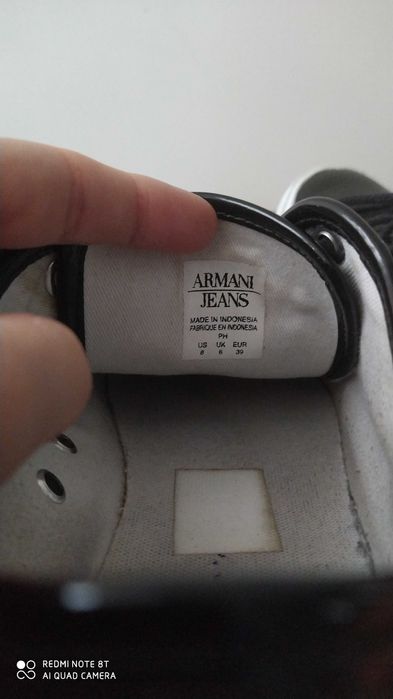 ARMANI
JEANS
MADE IN INDONESIA
FABRIQUE EN INDONESIA
PH
US UK EUR
8 6 39
REDMI NOTE 8T
AI QUAD CAMERA